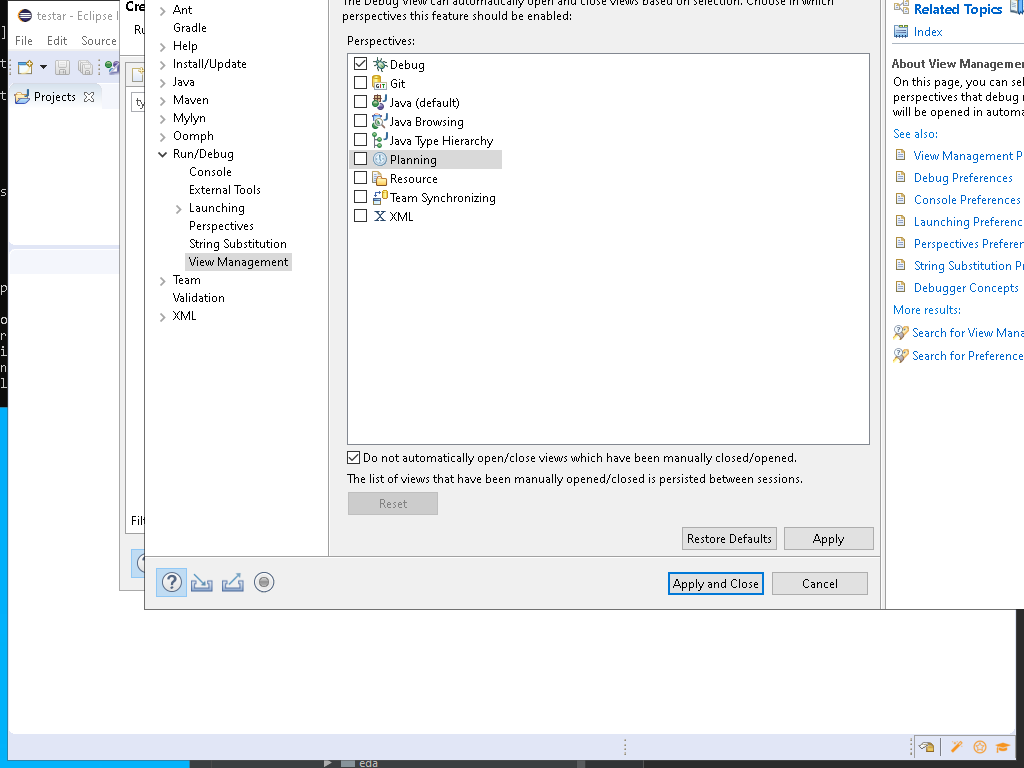 testar - Eclipse I
File Edit Source
Projects
Cre
Ru
ty
Filt
Ant
Gradle
Help
Install/Update
Java
Maven
Mylyn
Oomph
Run/Debug
Console
External Tools
Launching
Perspectives
String Substitution
View Management
Team
Validation
XML
The Debug View can automatically open and close views based on selection. Choose in which
perspectives this feature should be enabled:
Perspectives:
Debug
Git
Java (default)
Java Browsing
Java Type Hierarchy
Planning
Resource
Team Synchronizing
XML
Do not automatically open/close views which have been manually closed/opened.
The list of views that have been manually opened/closed is persisted between sessions.
Reset
Restore Defaults Apply
Apply and Close Cancel
Related Topics
Index
About View Managemen
On this page, you can sel
perspectives that debug
will be opened in automa
See also:
View Management P
Debug Preferences
Console Preferences
Launching Preferenc
Perspectives Preferen
String Substitution Pr
Debugger Concepts
More results:
Search for View Mana
Search for Preference
eda